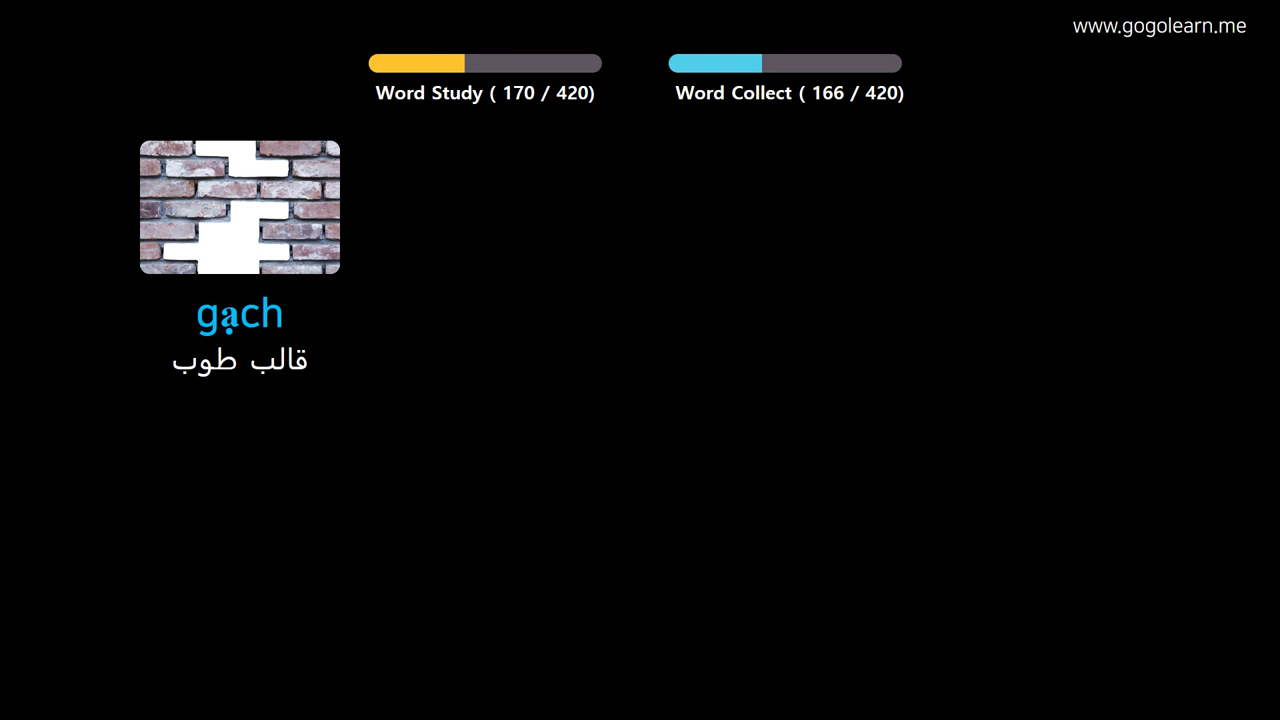 www.gogolearn.me
Word Study ( 170 / 420)
Word Collect ( 166 / 420)
gạch
قالب طوب